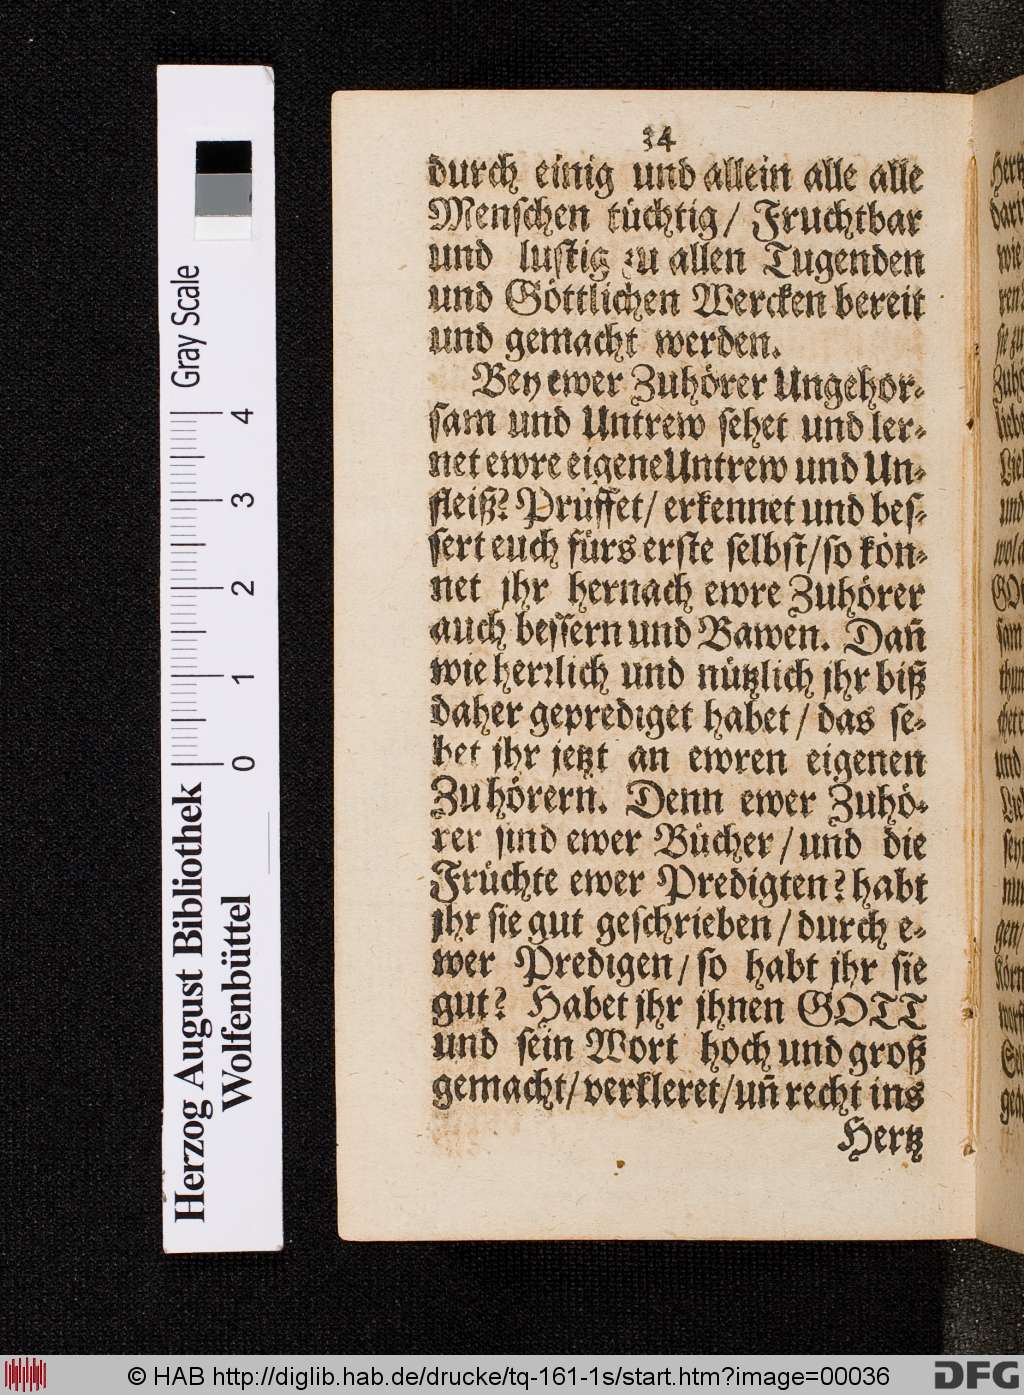 34
durch einig und allein alle alle
Menschen tüchtig/ Fruchtbar
und lustig zu allen Tugenden
und Göttlichen Wercken bereit
und gemacht werden.
Bey ewer Zuhörer Ungehor-
sam und Untrew sehet und ler-
net ewre eigene Untrew und Un-
fleiß? Prüffet/ erkennet und bes-
sert euch fürs erste selbst/ so kön-
net jhr hernach ewre Zuhörer
auch bessern und Bawen. Dañ
wie herrlich und nützlich jhr biß
daher geprediget habet/ das se-
het jhr jetzt an ewren eigenen
Zuhörern. Denn ewer Zuhö-
rer sind ewer Bücher/ und die
Früchte ewer Predigten? habt
jhr sie gut geschrieben/ durch e-
wer Predigen/ so habt jhr sie
gut? Habet jhr jhnen GOTT
und sein Wort hoch und groß
gemacht/ verkleret/ uñ recht ins
Hertz
Gray Scale
0 1 2 3 4
Herzog August Bibliothek
Wolfenbüttel
© HAB http://diglib.hab.de/drucke/tq-161-1s/start.htm?image=00036
DFG